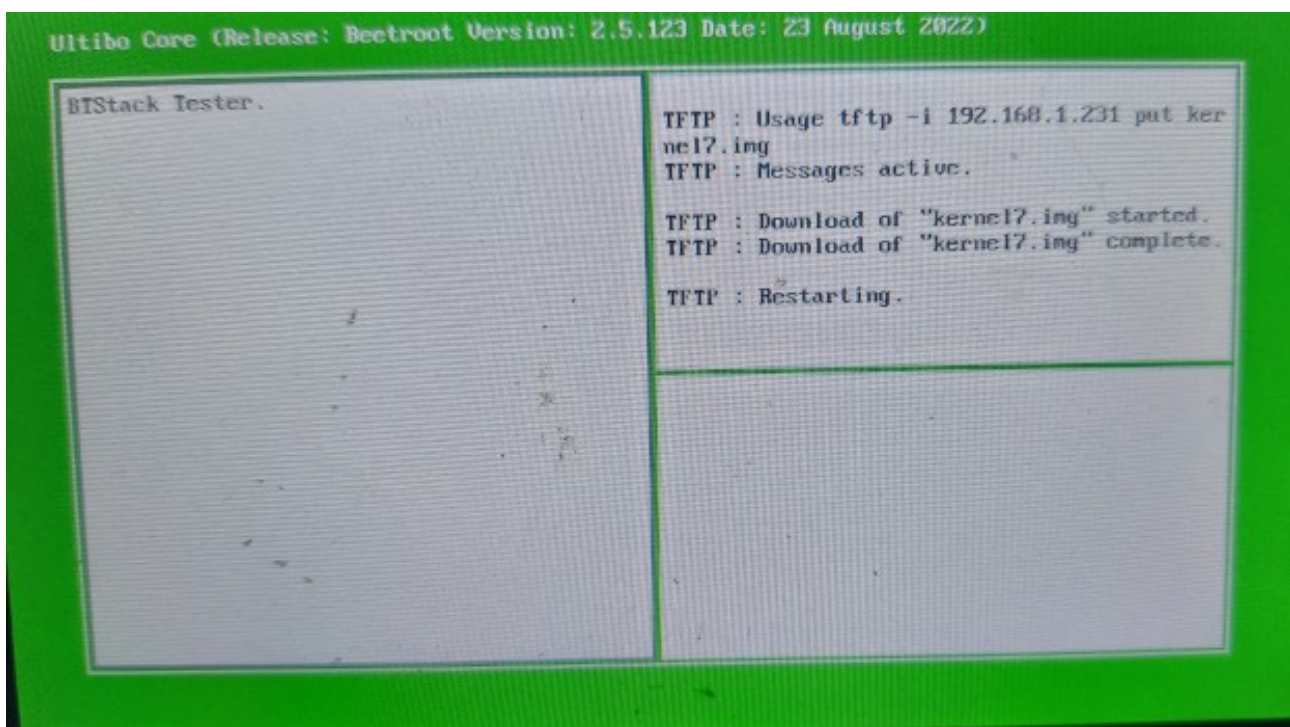 Ultibo Core (Release: Beetroot Version: 2.5.123 Date: 23 August 2022)
BTStack Tester.
TFTP : Usage tftp -i 192.168.1.231 put ker
nel7.img
TFTP : Messages active.
TFTP : Download of "kernel7.img" started.
TFTP : Download of "kernel7.img" complete.
TFTP : Restarting.